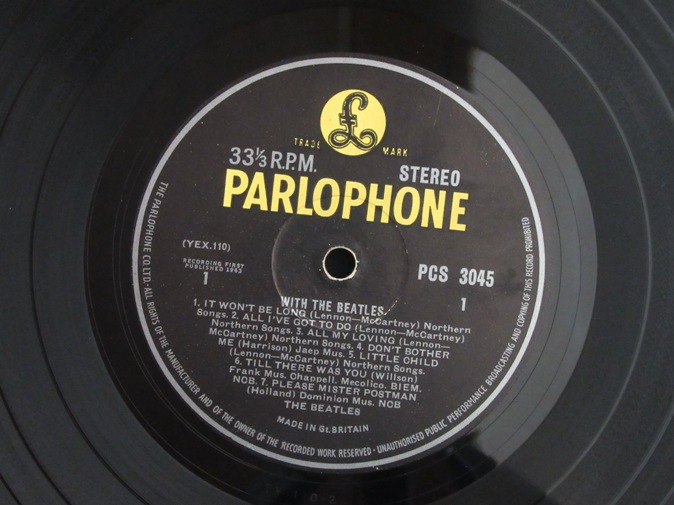 £
TRADE MARK
33⅓ R.P.M.
STEREO
PARLOPHONE
(YEX.110)
RECORDING FIRST
PUBLISHED 1963
1
PCS 3045
1
WITH THE BEATLES
1. IT WON'T BE LONG (Lennon—McCartney) Northern
Songs. 2. ALL I'VE GOT TO DO (Lennon—McCartney)
Northern Songs. 3. ALL MY LOVING (Lennon—
McCartney) Northern Songs. 4. DON'T BOTHER
ME (Harrison) Jaep Mus. 5. LITTLE CHILD
(Lennon—McCartney) Northern Songs.
6. TILL THERE WAS YOU (Willson)
Frank Mus. Chappell. Mecolico. BIEM.
NCB. 7. PLEASE MISTER POSTMAN
(Holland) Dominion Mus. NCB
THE BEATLES
MADE IN Gt. BRITAIN
THE PARLOPHONE CO. LTD.· ALL RIGHTS OF THE MANUFACTURER AND OF THE OWNER OF THE RECORDED WORK RESERVED · UNAUTHORISED PUBLIC PERFORMANCE BROADCASTING AND COPYING OF THIS RECORD PROHIBITED